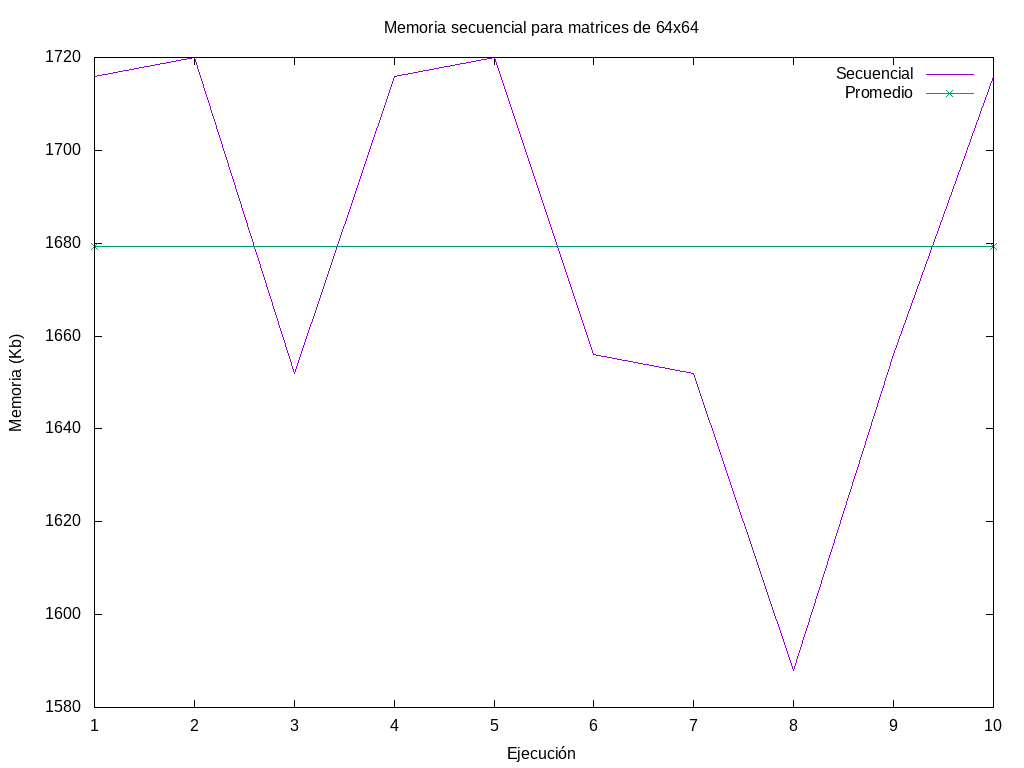 Memoria secuencial para matrices de 64x64
Secuencial
Promedio
1720
1700
1680
1660
1640
1620
1600
1580
Memoria (Kb)
1 2 3 4 5 6 7 8 9 10
Ejecución